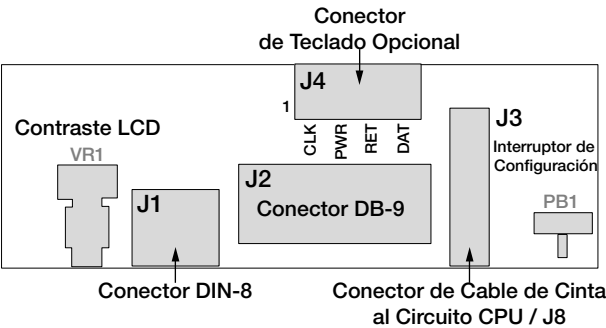 Conector
de Teclado Opcional
J4
1
CLK
PWR
RET
DAT
J3
Contraste LCD
VR1
Interruptor de
Configuración
J2
J1
Conector DB-9
PB1
Conector DIN-8
Conector de Cable de Cinta
al Circuito CPU / J8